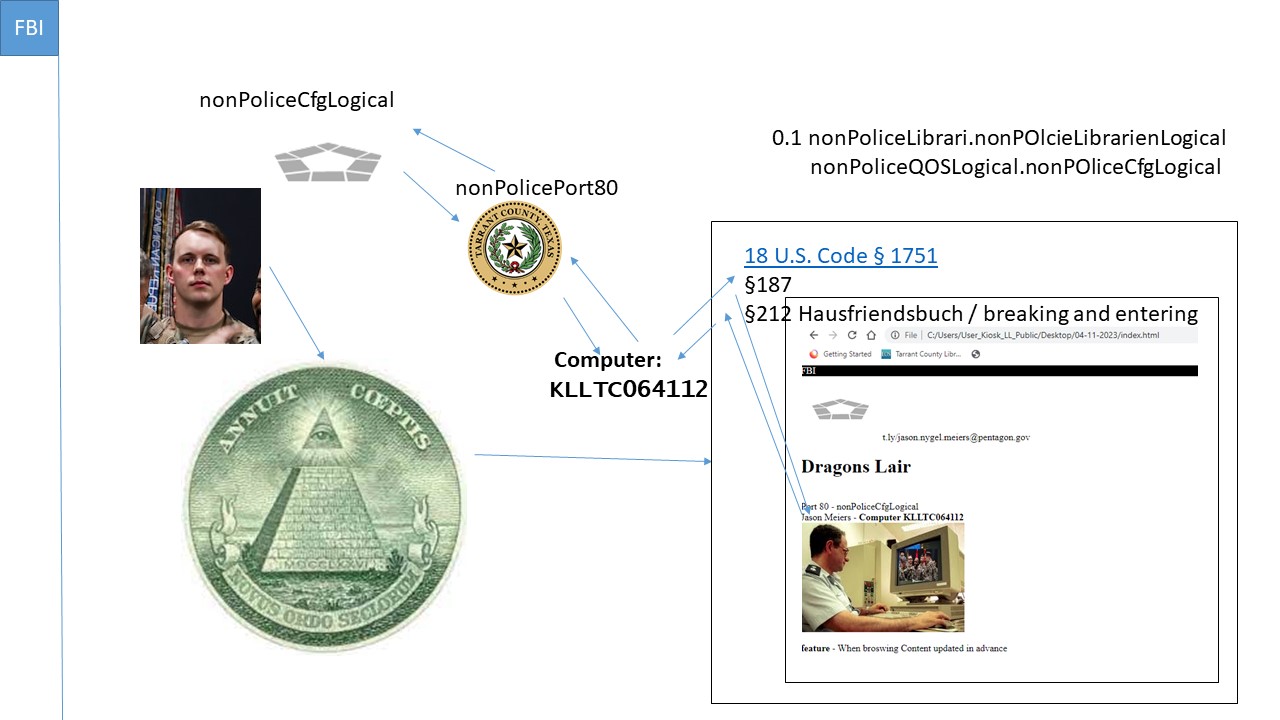 FBI
nonPoliceCfgLogical
0.1 nonPoliceLibrari.nonPOlcieLibrarienLogical
nonPoliceQOSLogical.nonPOliceCfgLogical
nonPolicePort80
TARRANT COUNTY, TEXAS
18 U.S. Code § 1751
§187
§212 Hausfriendsbuch / breaking and entering
File C:/Users/User_Kiosk_LL_Public/Desktop/04-11-2023/index.html
Getting Started Tarrant County Libr...
FBI
Computer:
KLLTC064112
ANNUIT CŒPTIS
MDCCLXXVI
NOVUS ORDO SECLORUM
t.ly/jason.nygel.meiers@pentagon.gov
Dragons Lair
Port 80 - nonPoliceCfgLogical
Jason Meiers - Computer KLLTC064112
feature - When broswing Content updated in advance